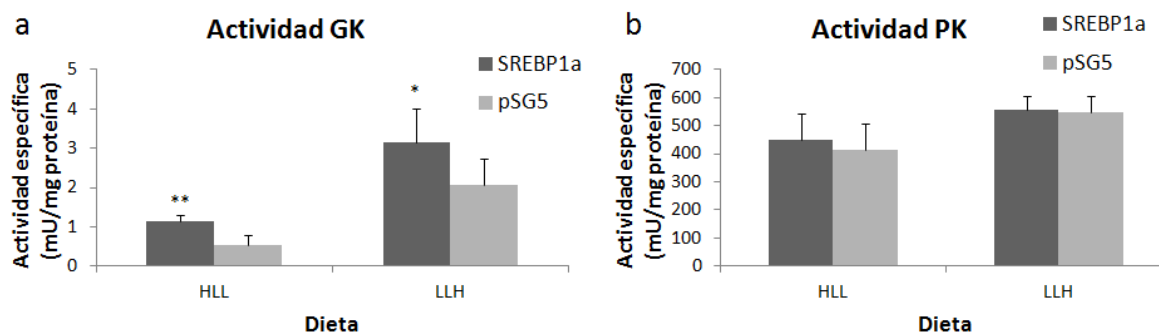 a
Actividad GK
SREBP1a
pSG5
Actividad específica
(mU/mg proteína)
5
4
3
2
1
0
**
*
HLL
LLH
Dieta
b
Actividad PK
SREBP1a
pSG5
Actividad específica
(mU/mg proteína)
700
600
500
400
300
200
100
0
HLL
LLH
Dieta